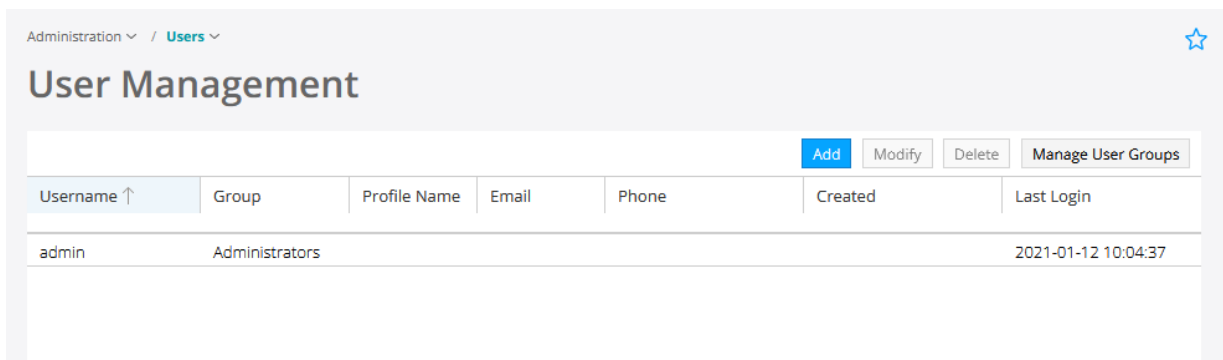 Administration / Users
User Management
Add Modify Delete Manage User Groups
Username ↑ Group Profile Name Email Phone Created Last Login
admin Administrators 2021-01-12 10:04:37